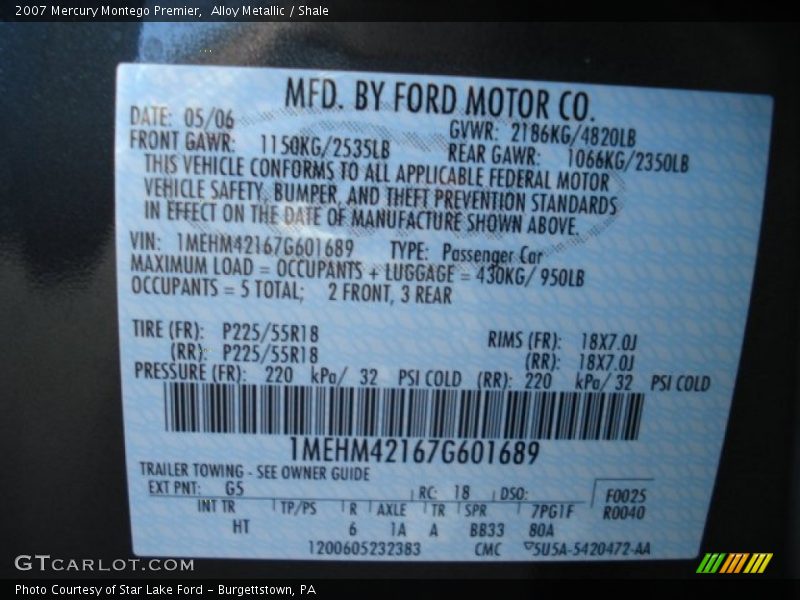 2007 Mercury Montego Premier,  Alloy Metallic / Shale
MFD. BY FORD MOTOR CO.
DATE: 05/06 GVWR: 2186KG/4820LB
FRONT GAWR: 1150KG/2535LB REAR GAWR: 1066KG/2350LB
THIS VEHICLE CONFORMS TO ALL APPLICABLE FEDERAL MOTOR
VEHICLE SAFETY, BUMPER, AND THEFT PREVENTION STANDARDS
IN EFFECT ON THE DATE OF MANUFACTURE SHOWN ABOVE.
VIN: 1MEHM42167G601689 TYPE: Passenger Car
MAXIMUM LOAD = OCCUPANTS + LUGGAGE = 430KG/ 950LB
OCCUPANTS = 5 TOTAL; 2 FRONT, 3 REAR
TIRE (FR): P225/55R18 RIMS (FR): 18X7.0J
(RR): P225/55R18 (RR): 18X7.0J
PRESSURE (FR): 220 kPa/ 32 PSI COLD (RR): 220 kPa/ 32 PSI COLD
1MEHM42167G601689
TRAILER TOWING - SEE OWNER GUIDE
EXT PNT: G5 RC: 18 DSO: F0025
INT TR TP/PS R AXLE TR SPR 7PG1F R0040
HT 6 1A A BB33 80A
1200605232383 CMC 5U5A-5420472-AA
GTCARLOT.COM
Photo Courtesy of Star Lake Ford - Burgettstown, PA